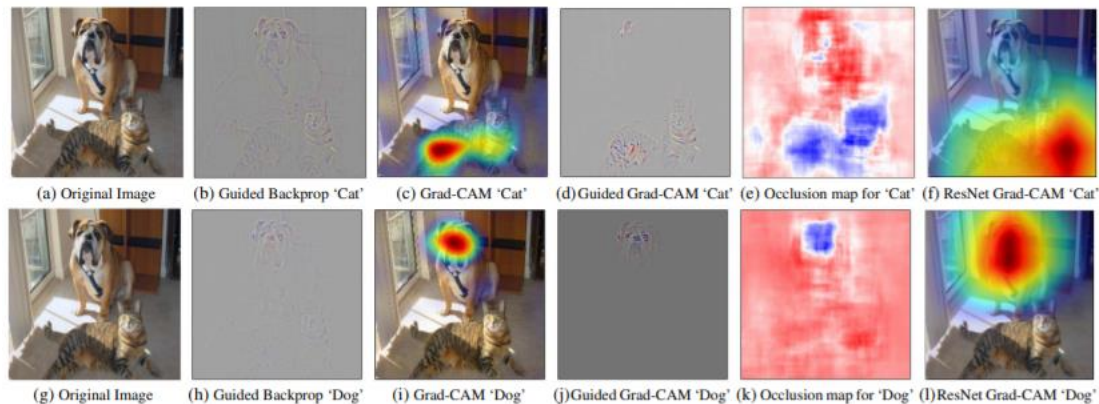 (a) Original Image
(b) Guided Backprop ‘Cat’
(c) Grad-CAM ‘Cat’
(d) Guided Grad-CAM ‘Cat’
(e) Occlusion map for ‘Cat’
(f) ResNet Grad-CAM ‘Cat’
(g) Original Image
(h) Guided Backprop ‘Dog’
(i) Grad-CAM ‘Dog’
(j)Guided Grad-CAM ‘Dog’
(k) Occlusion map for ‘Dog’
(l)ResNet Grad-CAM ‘Dog’